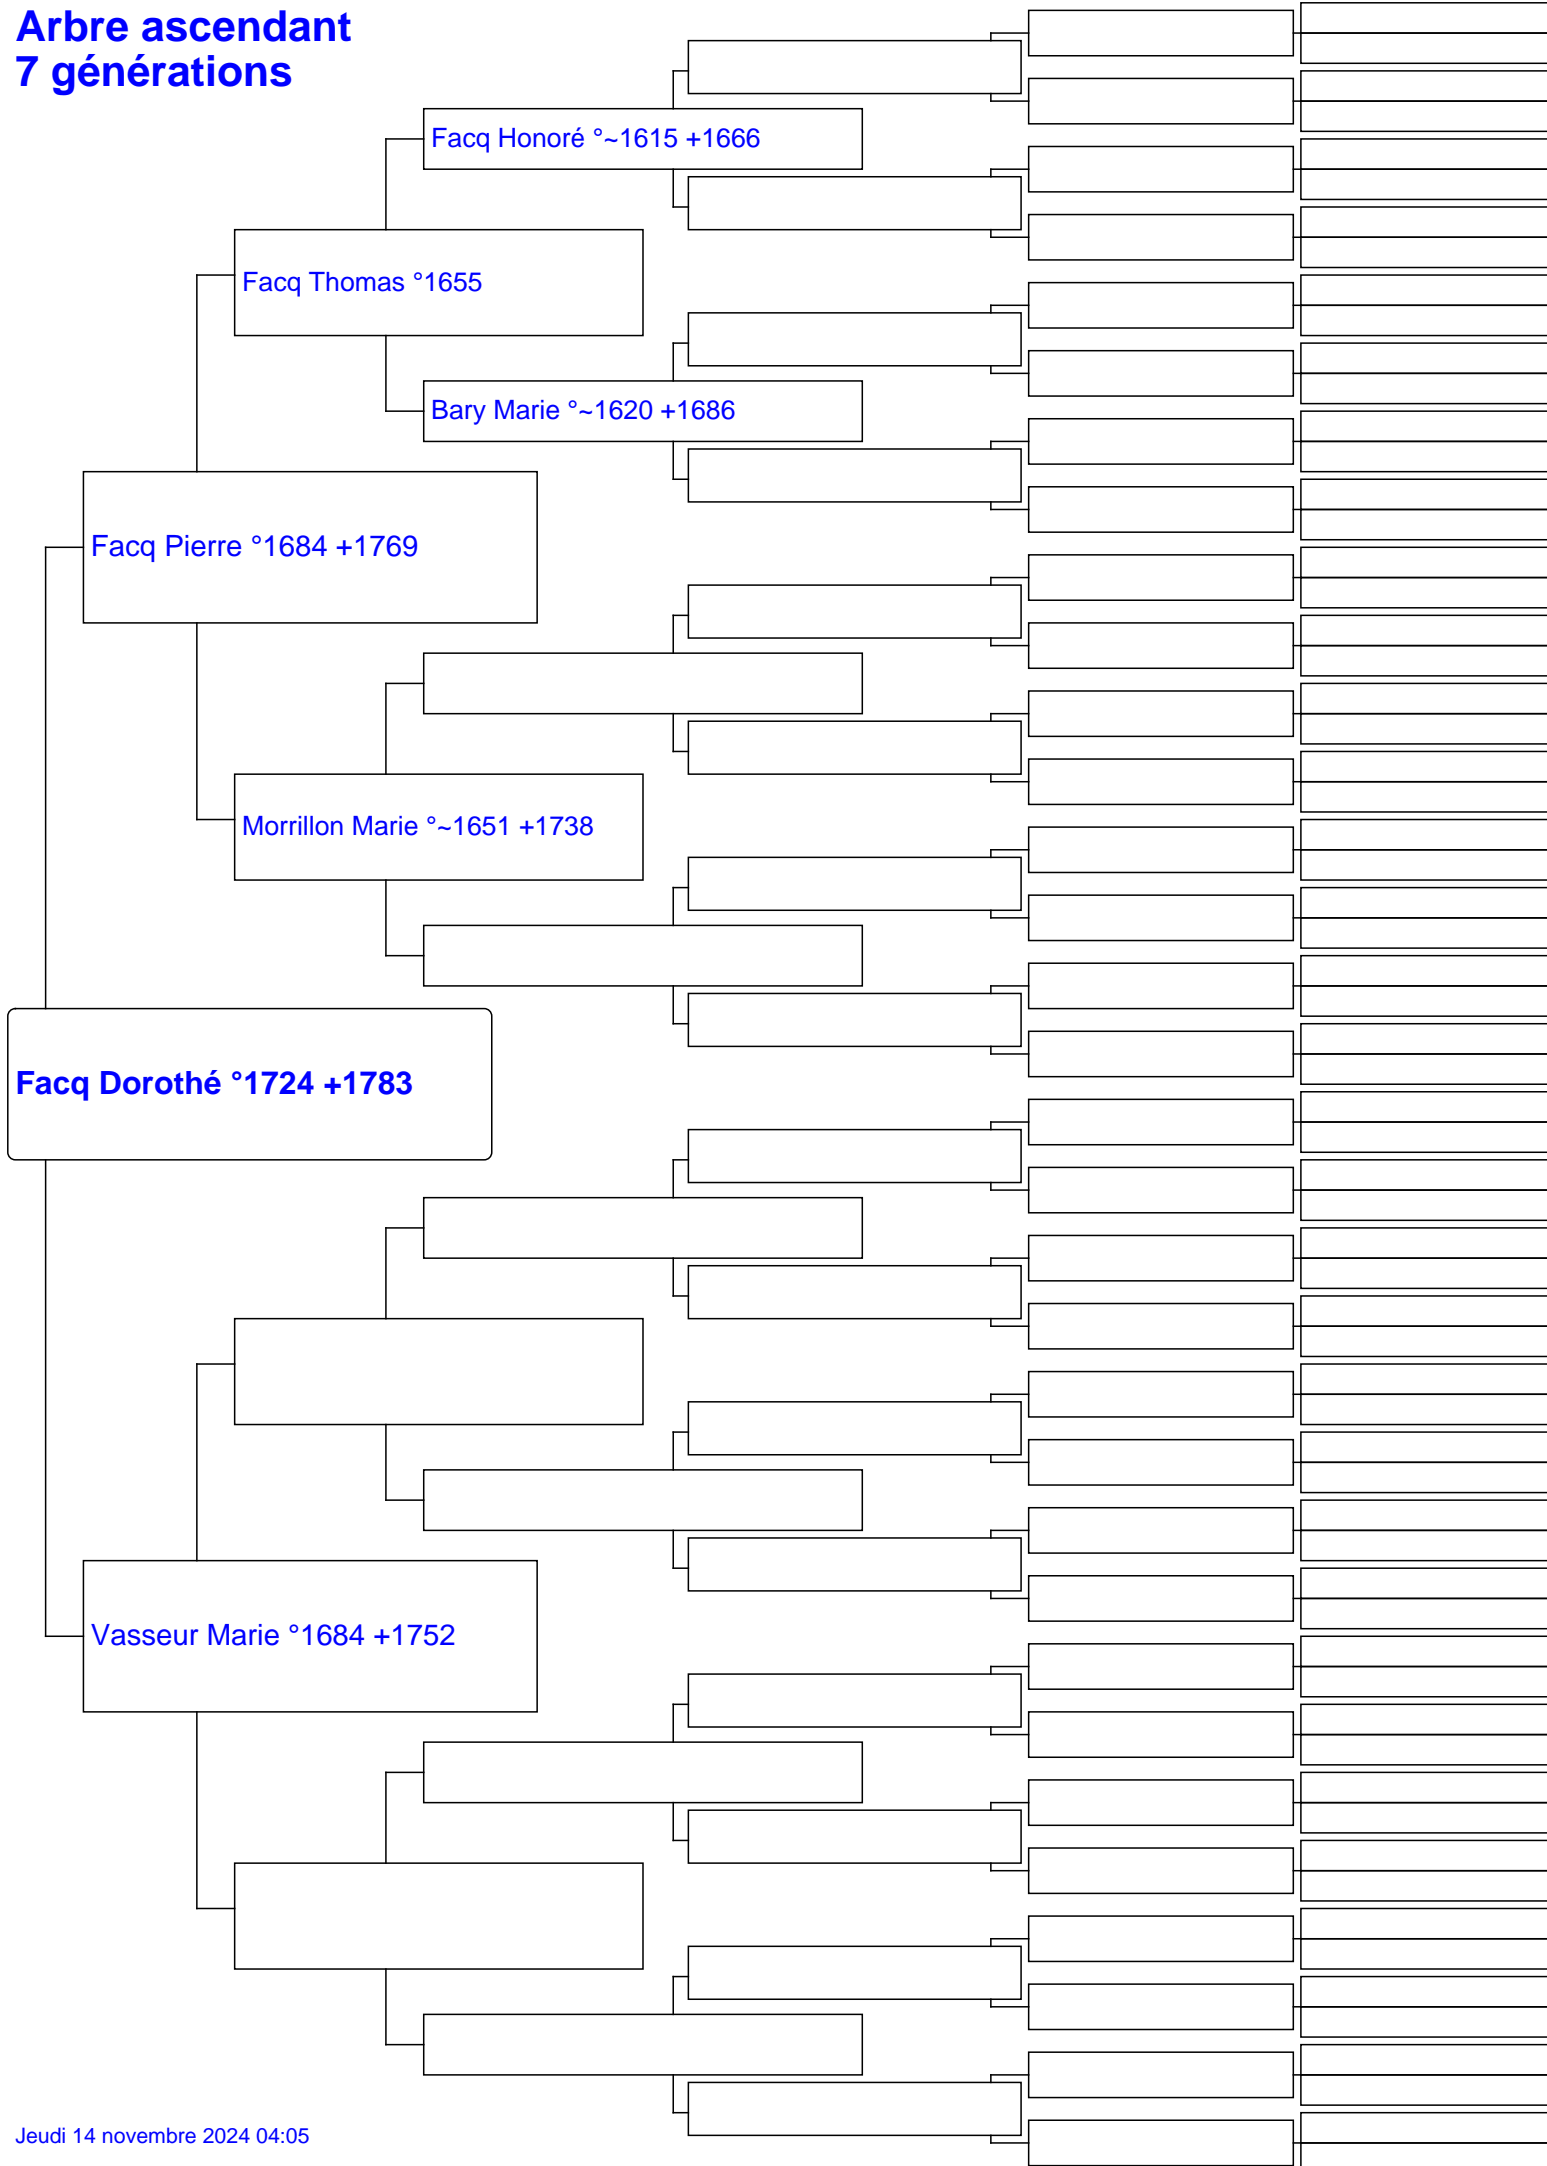 Arbre ascendant
7 générations
Facq Honoré °~1615 +1666
Facq Thomas °1655
Bary Marie °~1620 +1686
Facq Pierre °1684 +1769
Morrillon Marie °~1651 +1738
Facq Dorothé °1724 +1783
Vasseur Marie °1684 +1752
Jeudi 14 novembre 2024 04:05